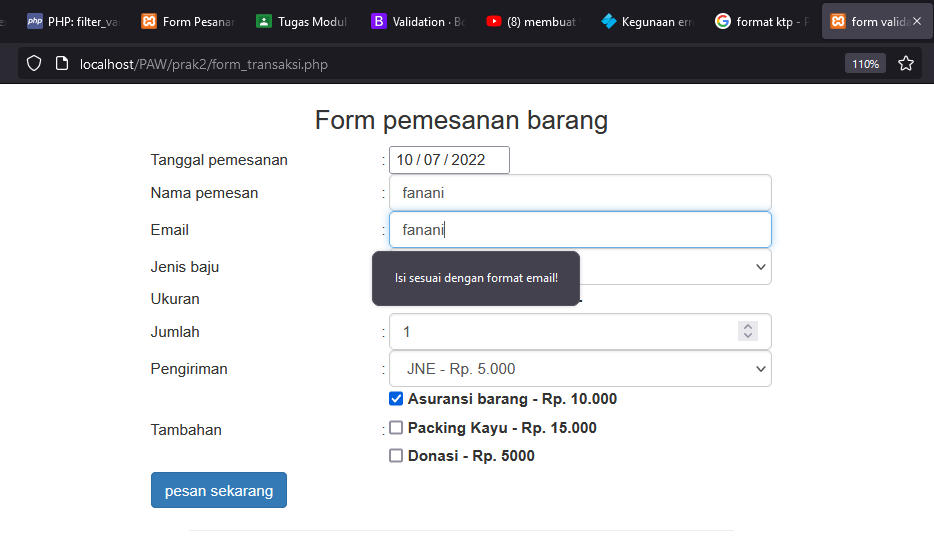 PHP: filter_va
Form Pesanan
Tugas Modul
Validation · Bo
(8) membuat
Kegunaan err
format ktp - P
form valida
localhost/PAW/prak2/form_transaksi.php
110%
Form pemesanan barang
Tanggal pemesanan : 10 / 07 / 2022
Nama pemesan : fanani
Email : fanani
Jenis baju
Isi sesuai dengan format email!
Ukuran
Jumlah : 1
Pengiriman : JNE - Rp. 5.000
Asuransi barang - Rp. 10.000
Tambahan : Packing Kayu - Rp. 15.000
Donasi - Rp. 5000
pesan sekarang